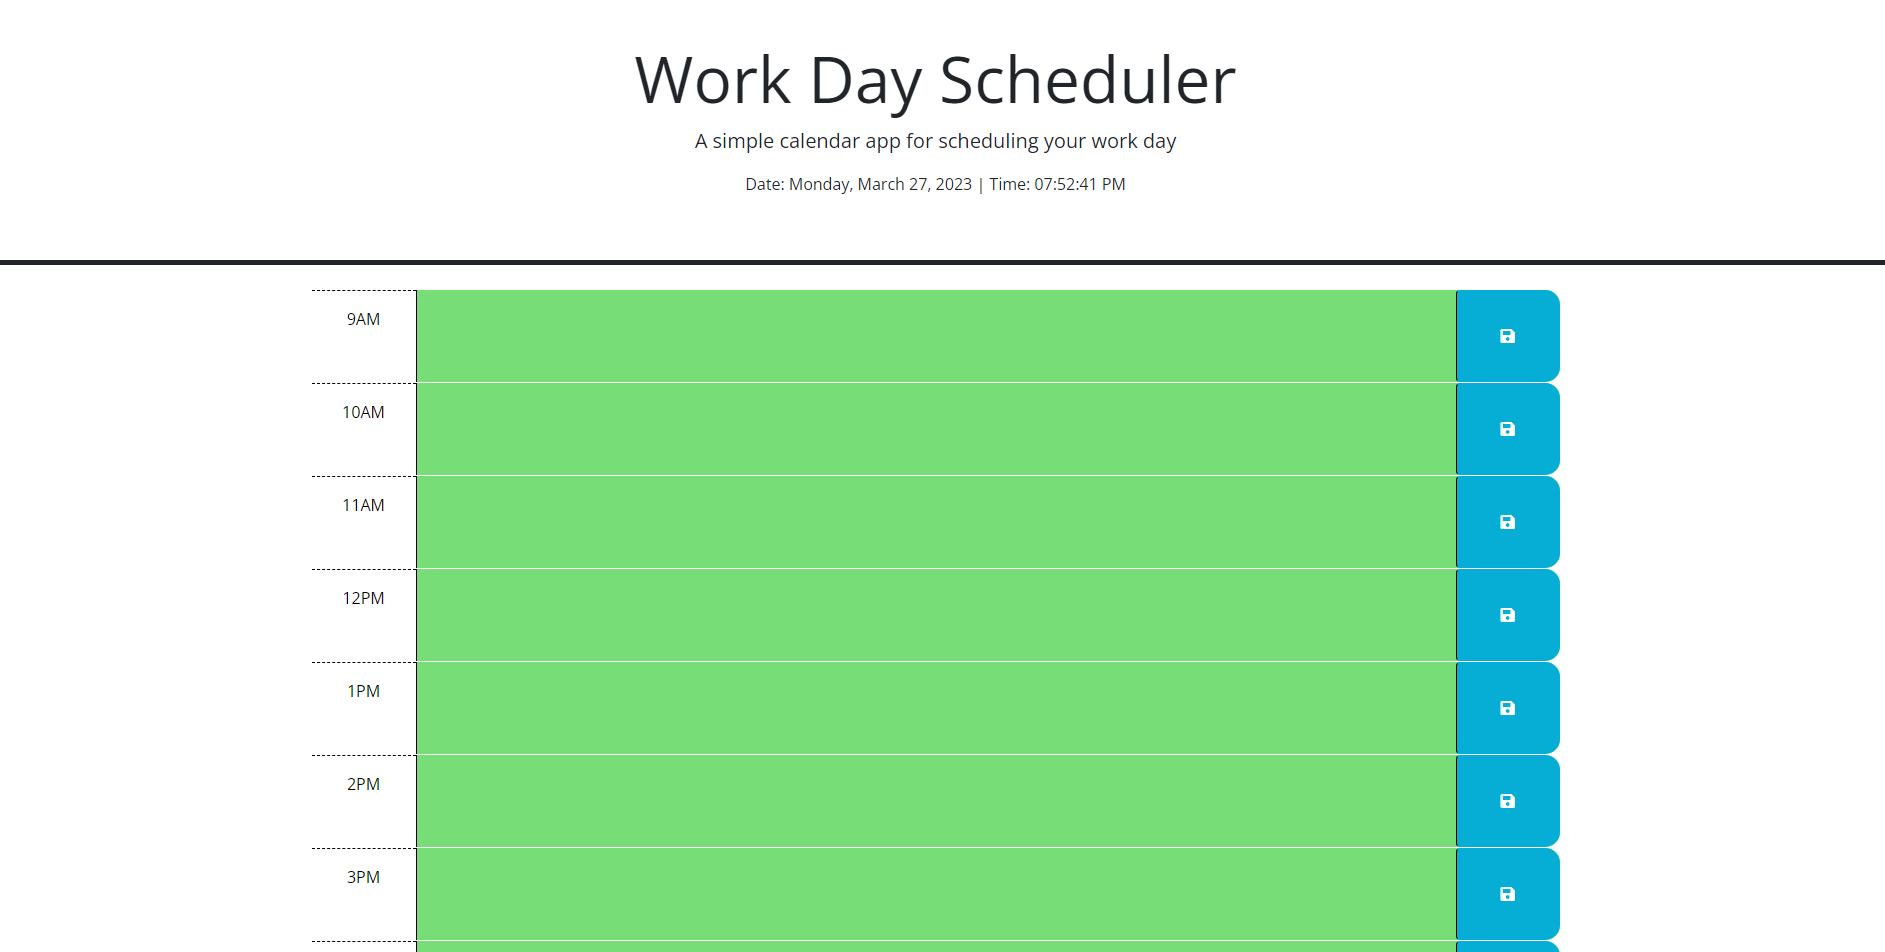 Work Day Scheduler
A simple calendar app for scheduling your work day
Date: Monday, March 27, 2023 | Time: 07:52:41 PM
9AM
10AM
11AM
12PM
1PM
2PM
3PM